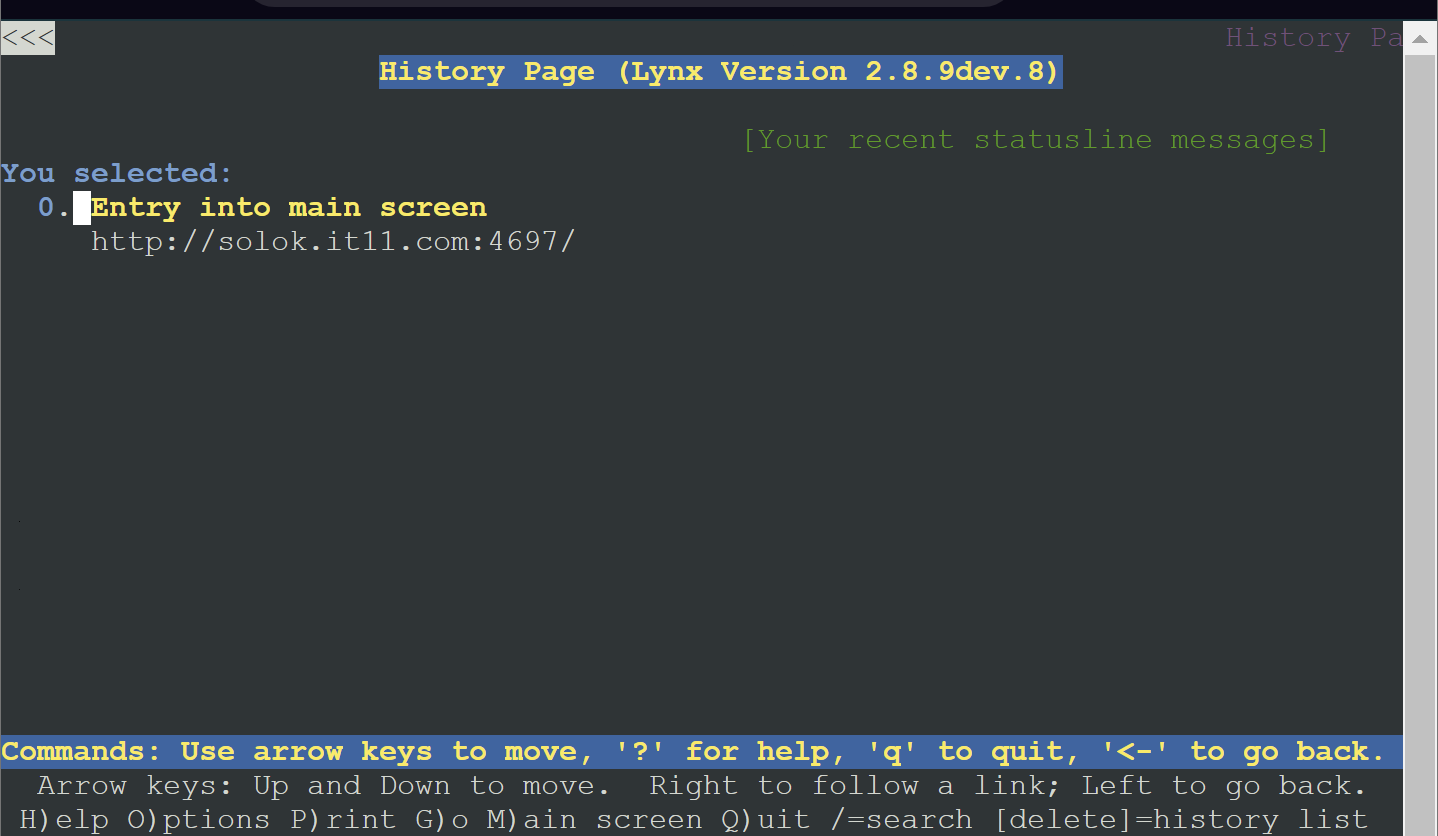 <<< History Pa
History Page (Lynx Version 2.8.9dev.8)
[Your recent statusline messages]
You selected:
0. Entry into main screen
http://solok.it11.com:4697/
Commands: Use arrow keys to move, '?' for help, 'q' to quit, '<-' to go back.
Arrow keys: Up and Down to move. Right to follow a link; Left to go back.
H)elp O)ptions P)rint G)o M)ain screen Q)uit /=search [delete]=history list